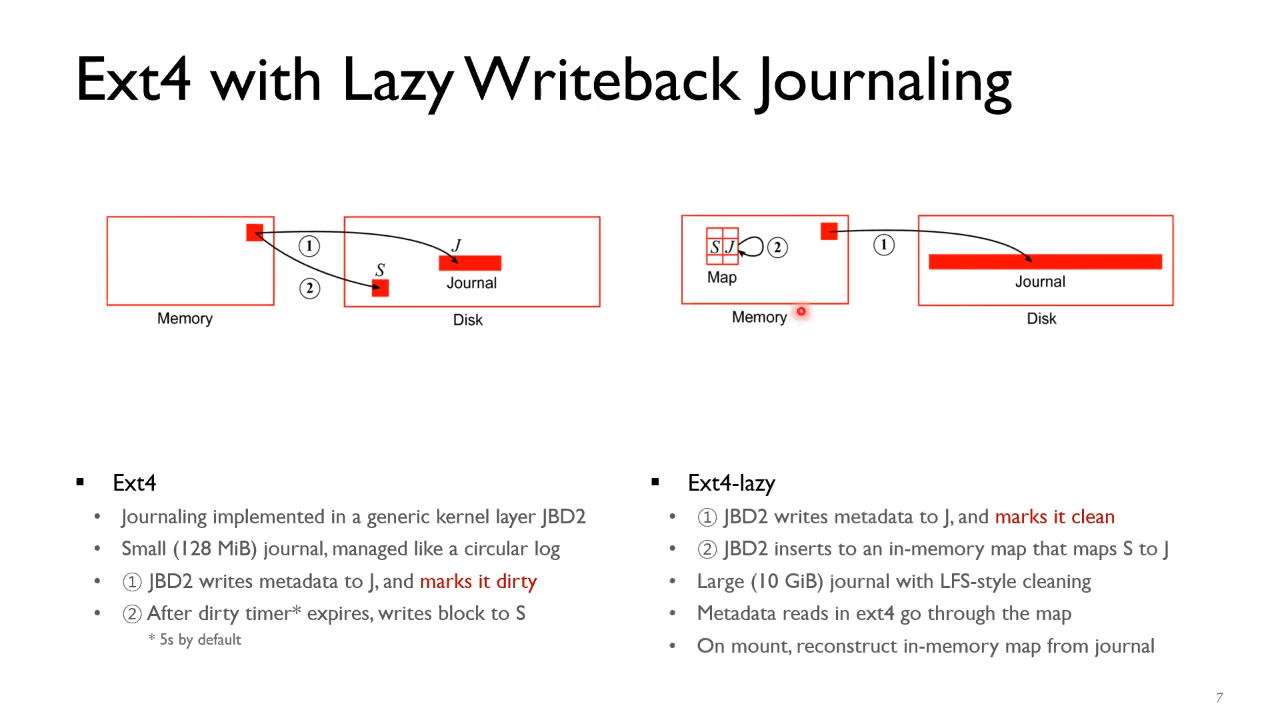 Ext4 with Lazy Writeback Journaling
①
②
S
J
Journal
Memory
Disk
S J
②
Map
①
Journal
Memory
Disk
▪ Ext4
• Journaling implemented in a generic kernel layer JBD2
• Small (128 MiB) journal, managed like a circular log
• ① JBD2 writes metadata to J, and marks it dirty
• ② After dirty timer* expires, writes block to S
* 5s by default
▪ Ext4-lazy
• ① JBD2 writes metadata to J, and marks it clean
• ② JBD2 inserts to an in-memory map that maps S to J
• Large (10 GiB) journal with LFS-style cleaning
• Metadata reads in ext4 go through the map
• On mount, reconstruct in-memory map from journal
7